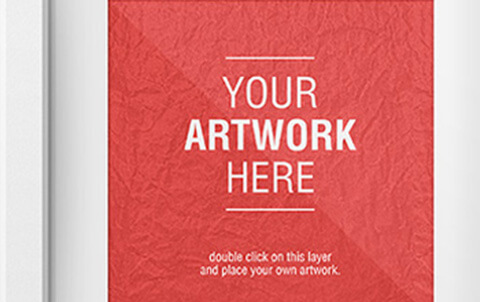 YOUR
ARTWORK
HERE
double click on this layer
and place your own artwork.